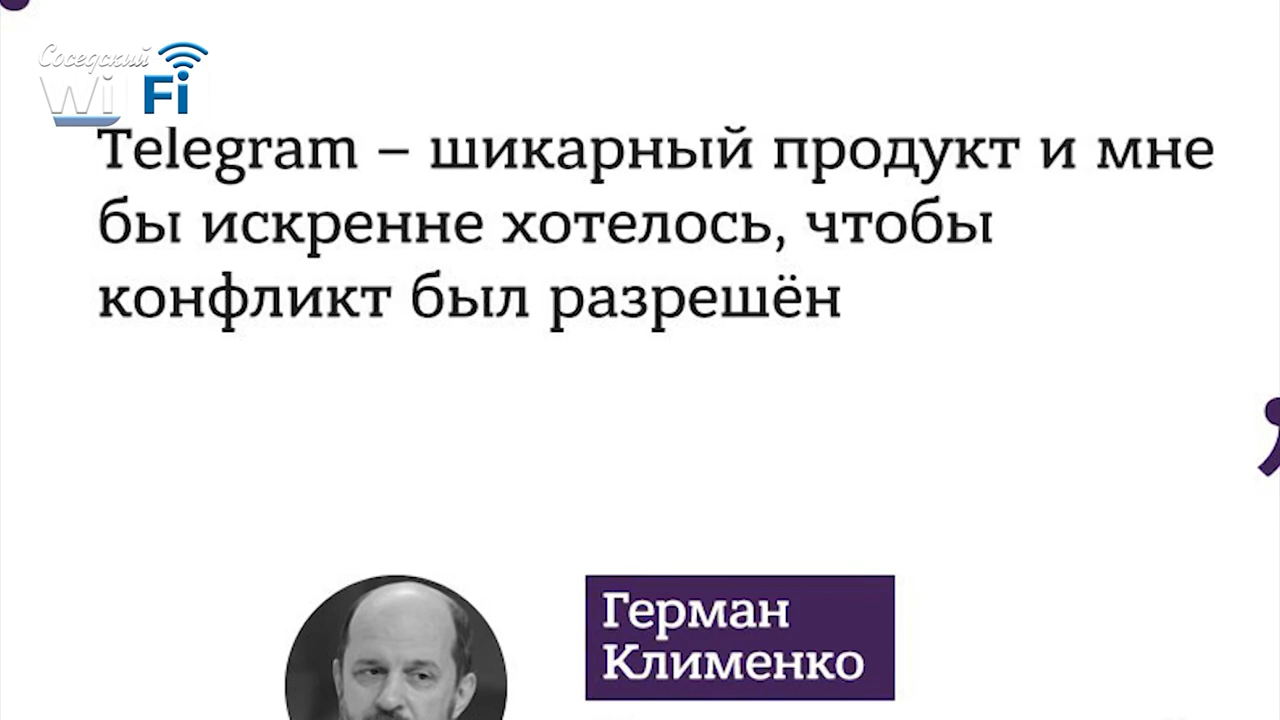 Соседский
Wi Fi
Telegram – шикарный продукт и мне
бы искренне хотелось, чтобы
конфликт был разрешён
Герман
Клименко